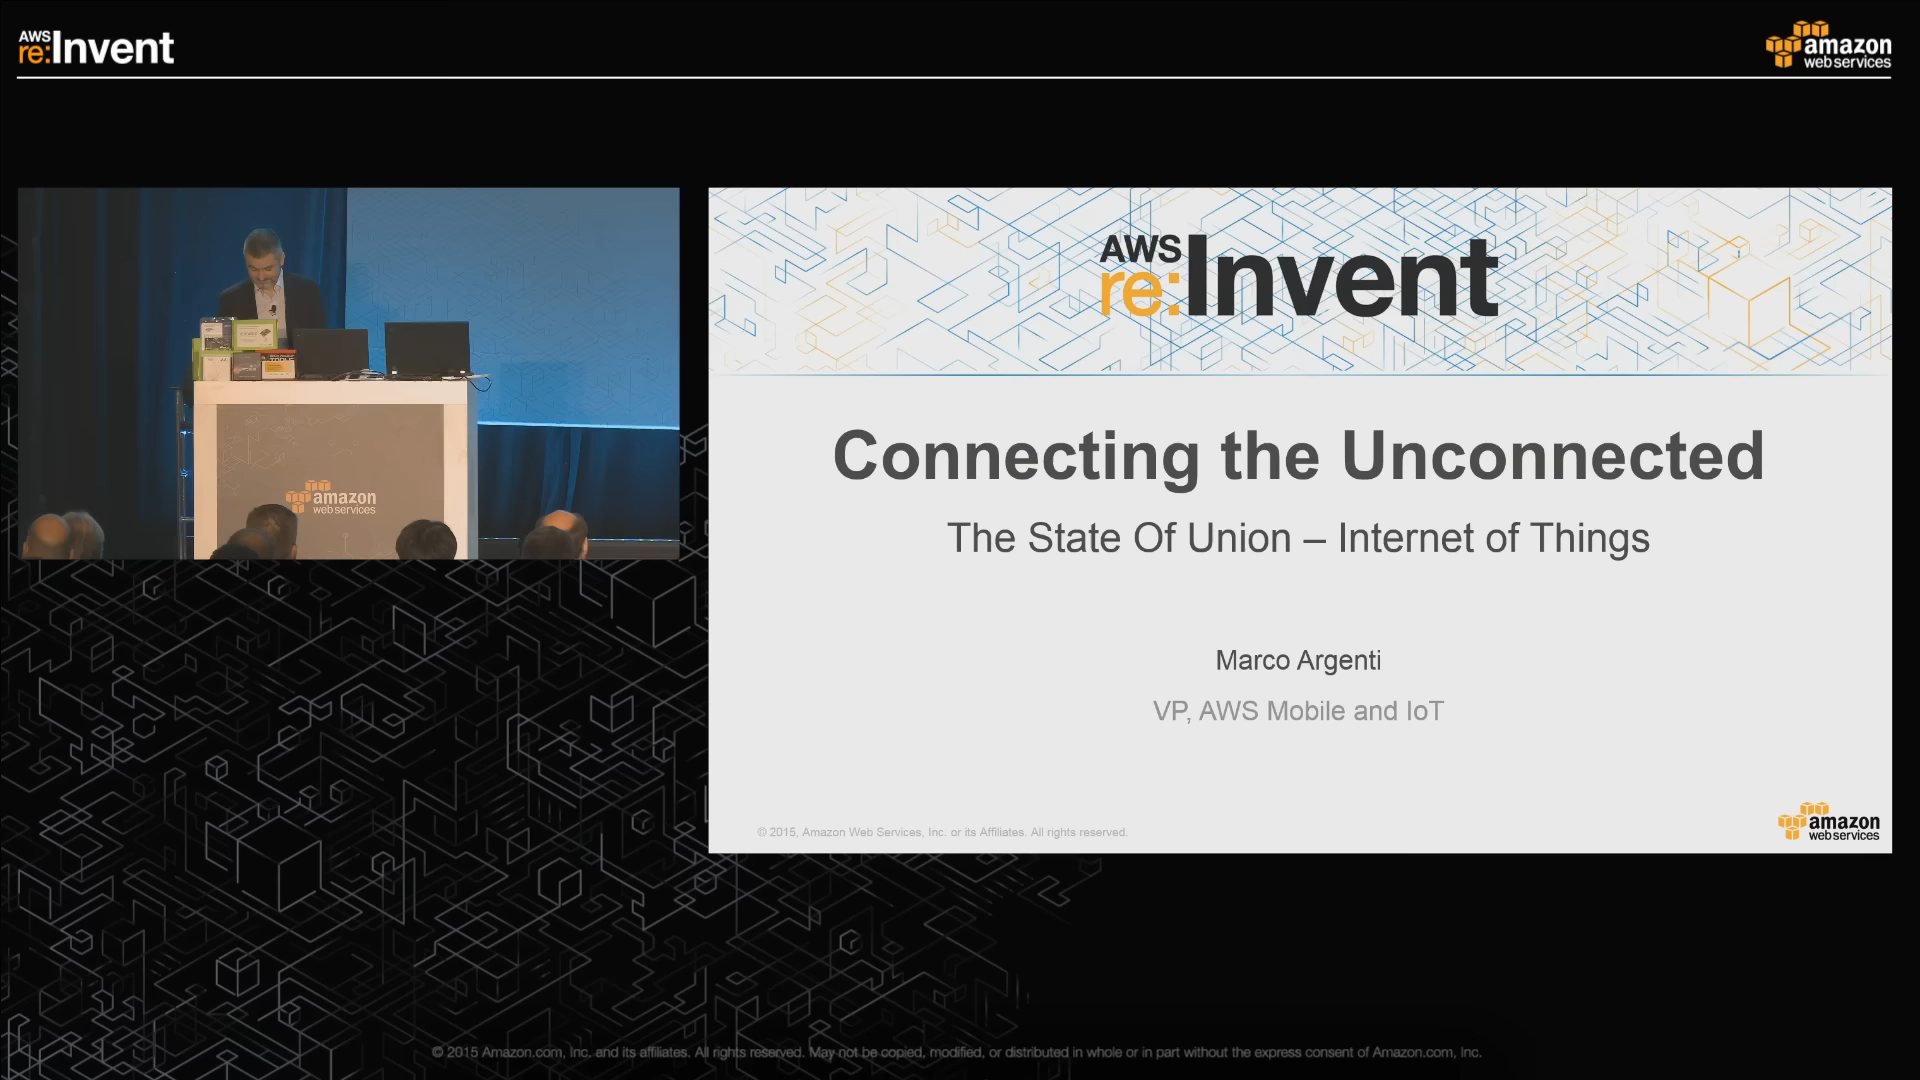 AWS
re:Invent
amazon
web services
amazon
web services
AWS
re:Invent
Connecting the Unconnected
The State Of Union – Internet of Things
Marco Argenti
VP, AWS Mobile and IoT
© 2015, Amazon Web Services, Inc. or its Affiliates. All rights reserved.
amazon
web services
© 2015 Amazon.com, Inc. and its affiliates. All rights reserved. May not be copied, modified, or distributed in whole or in part without the express consent of Amazon.com, Inc.